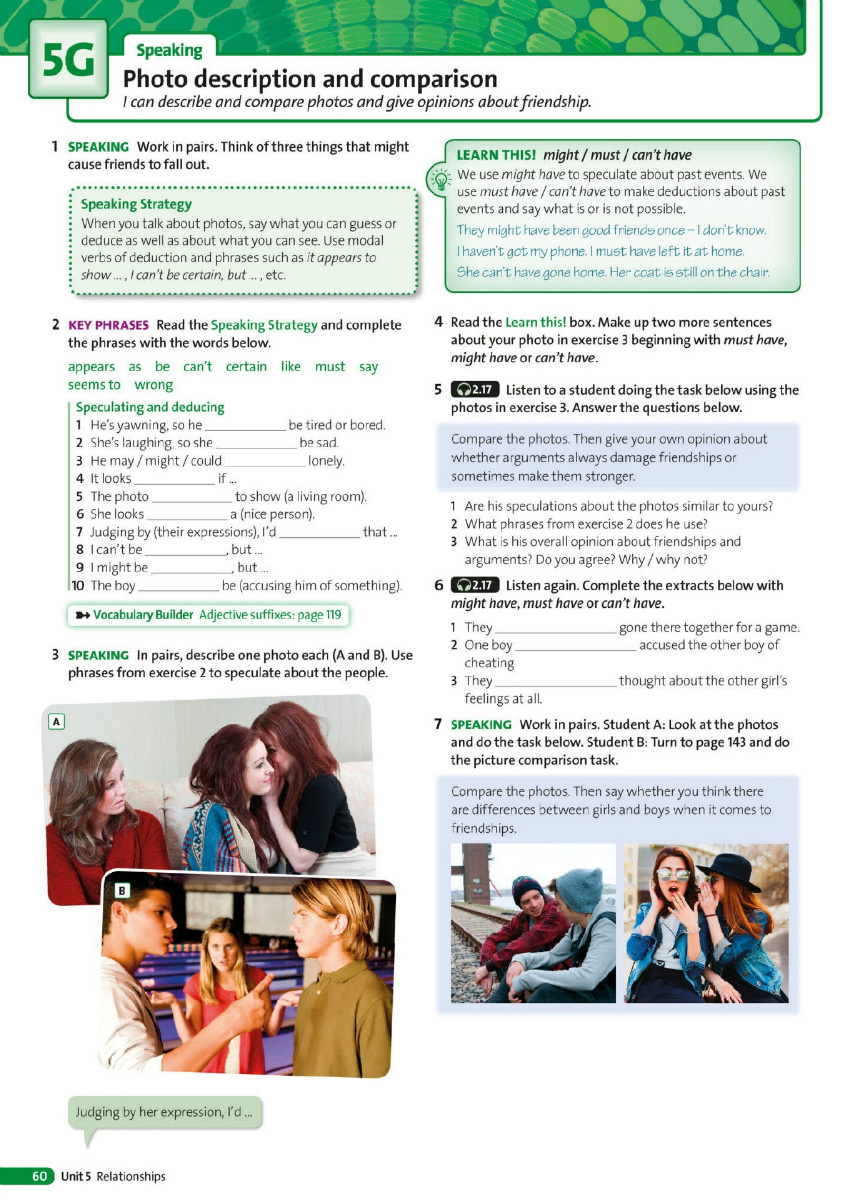 5G
Speaking
Photo description and comparison
I can describe and compare photos and give opinions about friendship.
1 SPEAKING Work in pairs. Think of three things that might
cause friends to fall out.
Speaking Strategy
When you talk about photos, say what you can guess or
deduce as well as about what you can see. Use modal
verbs of deduction and phrases such as it appears to
show ... , I can't be certain, but ... , etc.
2 KEY PHRASES Read the Speaking Strategy and complete
the phrases with the words below.
appears as be can't certain like must say
seems to wrong
Speculating and deducing
1 He's yawning, so he ____________ be tired or bored.
2 She's laughing, so she ____________ be sad.
3 He may / might / could ____________ lonely.
4 It looks ____________ if ...
5 The photo ____________ to show (a living room).
6 She looks ____________ a (nice person).
7 Judging by (their expressions), I'd ____________ that ...
8 I can't be ____________, but ...
9 I might be ____________, but ...
10 The boy ____________ be (accusing him of something).
Vocabulary Builder Adjective suffixes: page 119
3 SPEAKING In pairs, describe one photo each (A and B). Use
phrases from exercise 2 to speculate about the people.
A
B
Judging by her expression, I'd ...
LEARN THIS! might / must / can't have
We use might have to speculate about past events. We
use must have / can't have to make deductions about past
events and say what is or is not possible.
They might have been good friends once – I don't know.
I haven't got my phone. I must have left it at home.
She can't have gone home. Her coat is still on the chair.
4 Read the Learn this! box. Make up two more sentences
about your photo in exercise 3 beginning with must have,
might have or can't have.
5 2.17 Listen to a student doing the task below using the
photos in exercise 3. Answer the questions below.
Compare the photos. Then give your own opinion about
whether arguments always damage friendships or
sometimes make them stronger.
1 Are his speculations about the photos similar to yours?
2 What phrases from exercise 2 does he use?
3 What is his overall opinion about friendships and
arguments? Do you agree? Why / why not?
6 2.17 Listen again. Complete the extracts below with
might have, must have or can't have.
1 They __________________ gone there together for a game.
2 One boy __________________ accused the other boy of
cheating
3 They __________________ thought about the other girl's
feelings at all.
7 SPEAKING Work in pairs. Student A: Look at the photos
and do the task below. Student B: Turn to page 143 and do
the picture comparison task.
Compare the photos. Then say whether you think there
are differences between girls and boys when it comes to
friendships.
60 Unit 5 Relationships